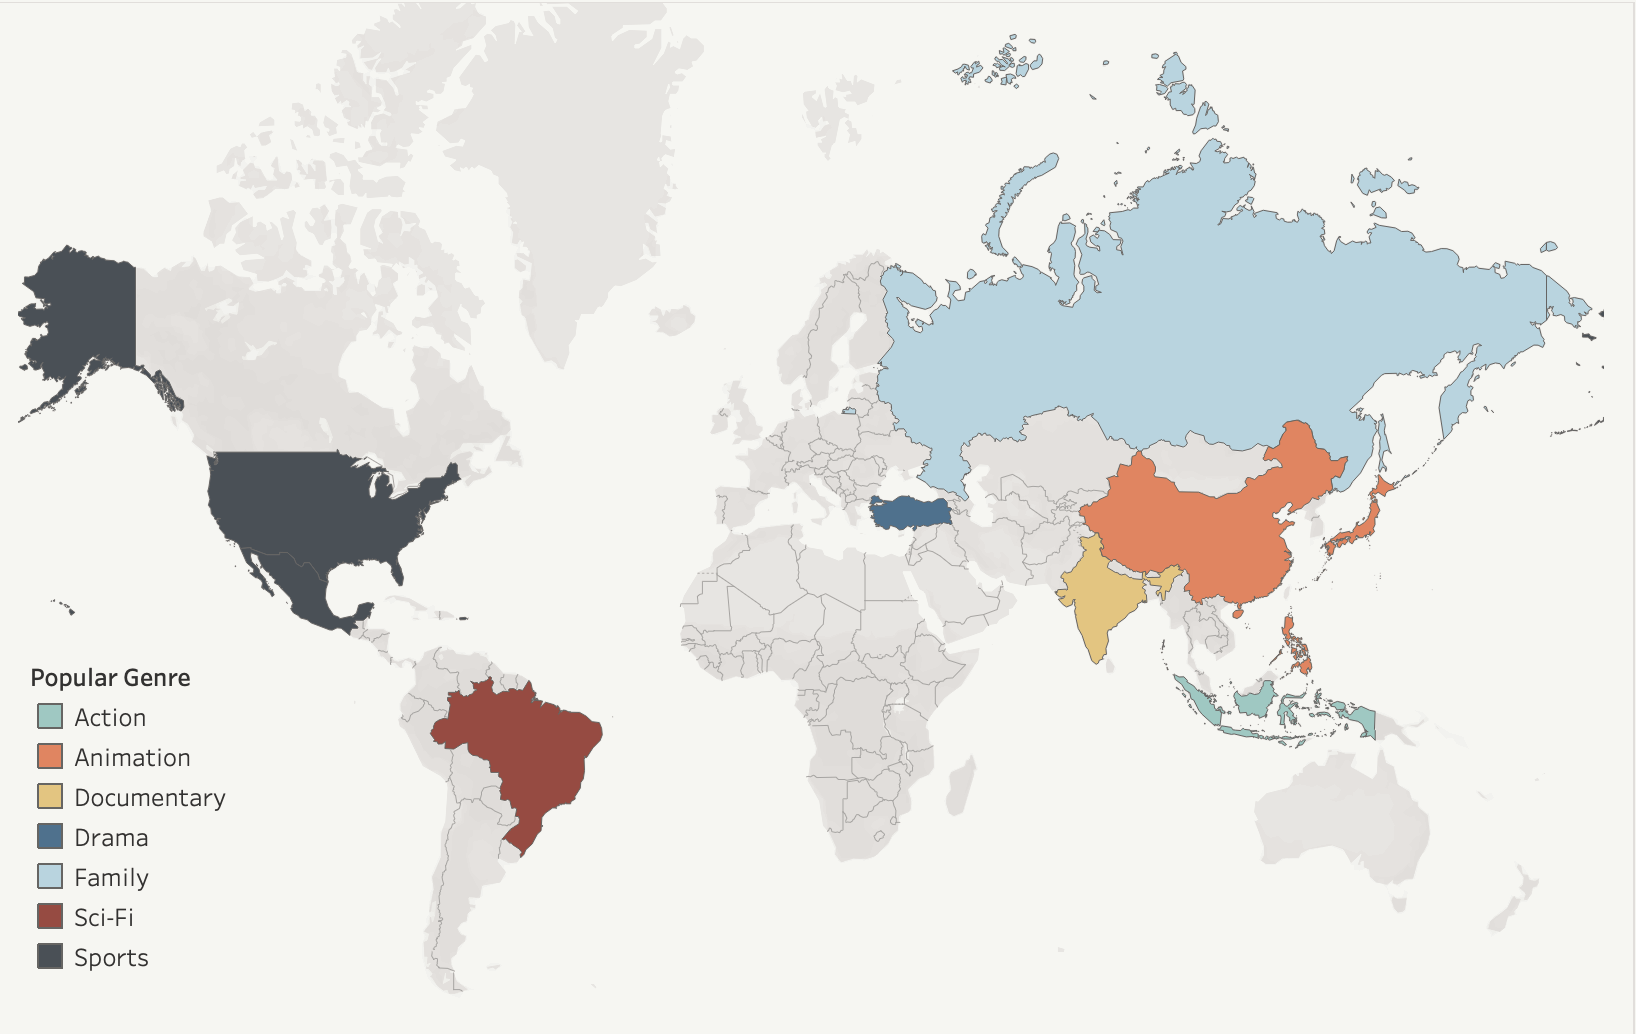 Popular Genre
Action
Animation
Documentary
Drama
Family
Sci-Fi
Sports